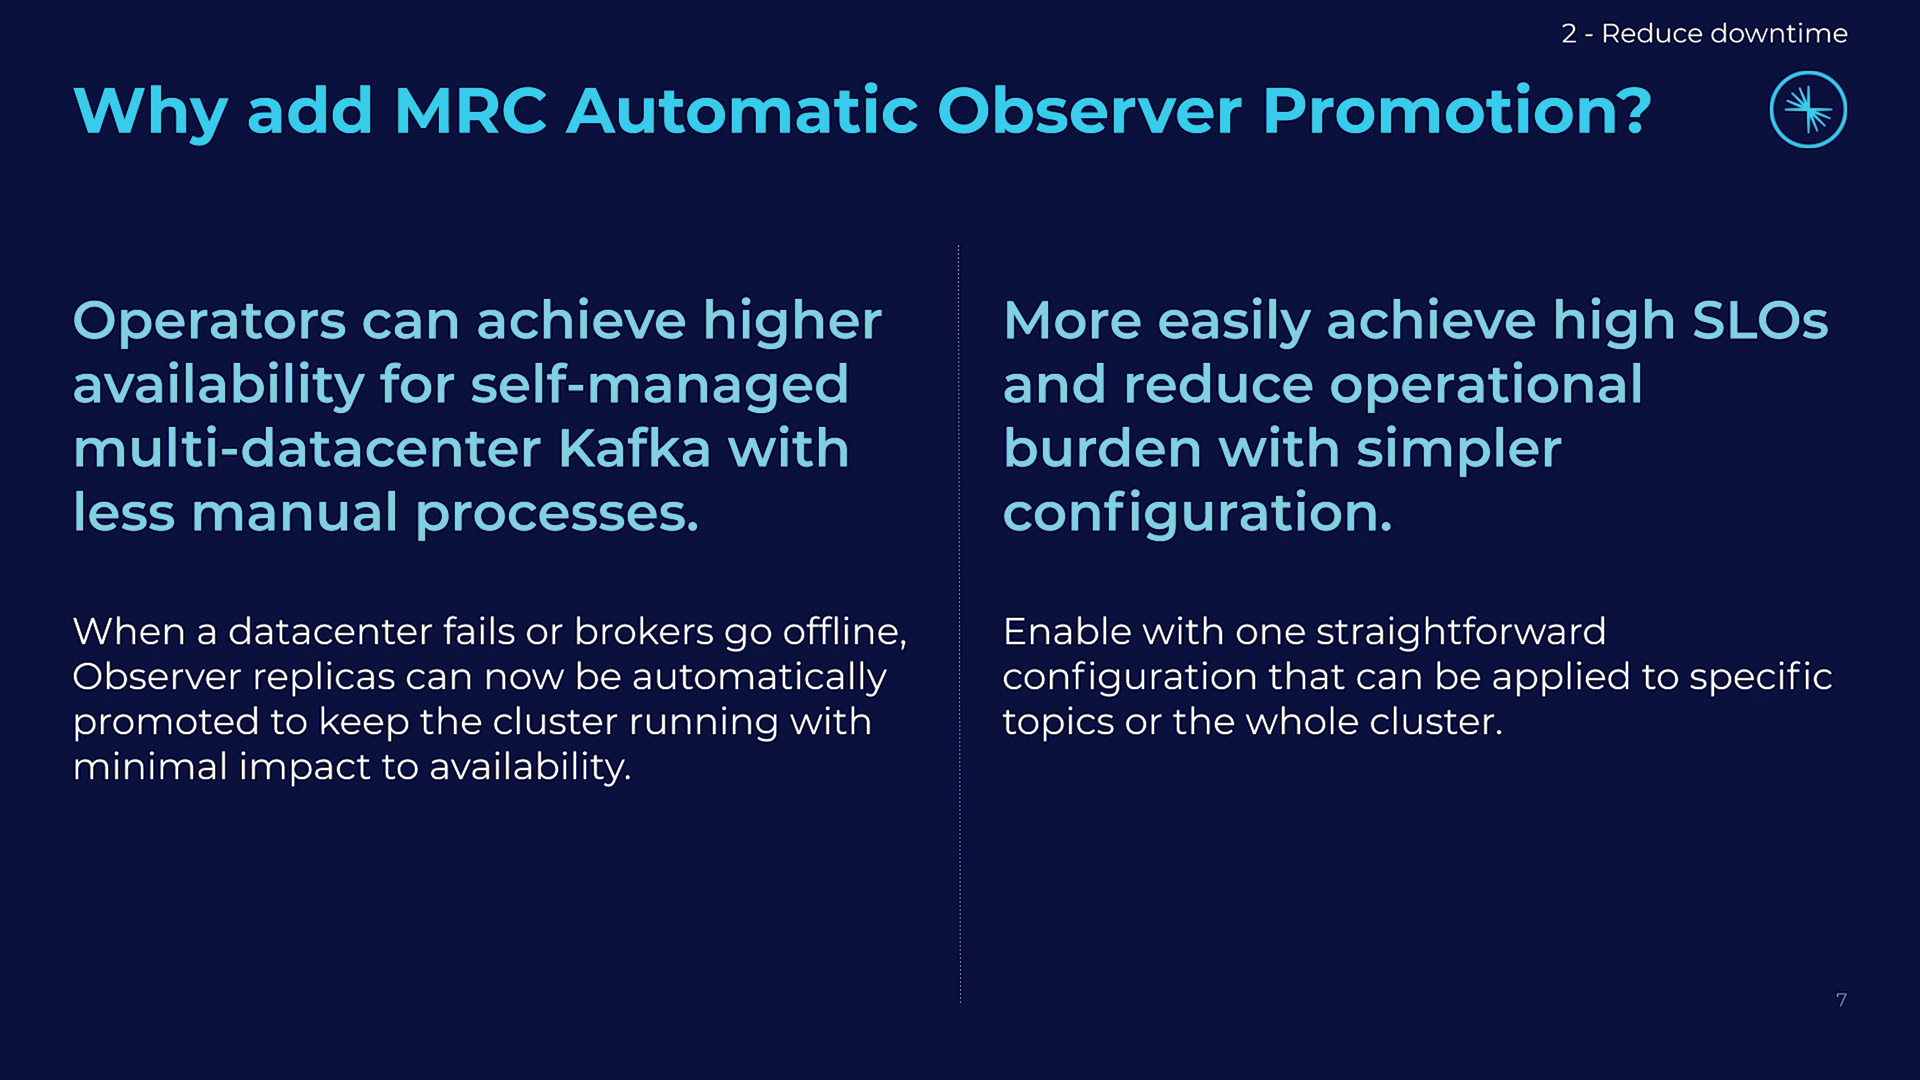 2 - Reduce downtime
Why add MRC Automatic Observer Promotion?
Operators can achieve higher
availability for self-managed
multi-datacenter Kafka with
less manual processes.
When a datacenter fails or brokers go offline,
Observer replicas can now be automatically
promoted to keep the cluster running with
minimal impact to availability.
More easily achieve high SLOs
and reduce operational
burden with simpler
configuration.
Enable with one straightforward
configuration that can be applied to specific
topics or the whole cluster.
7